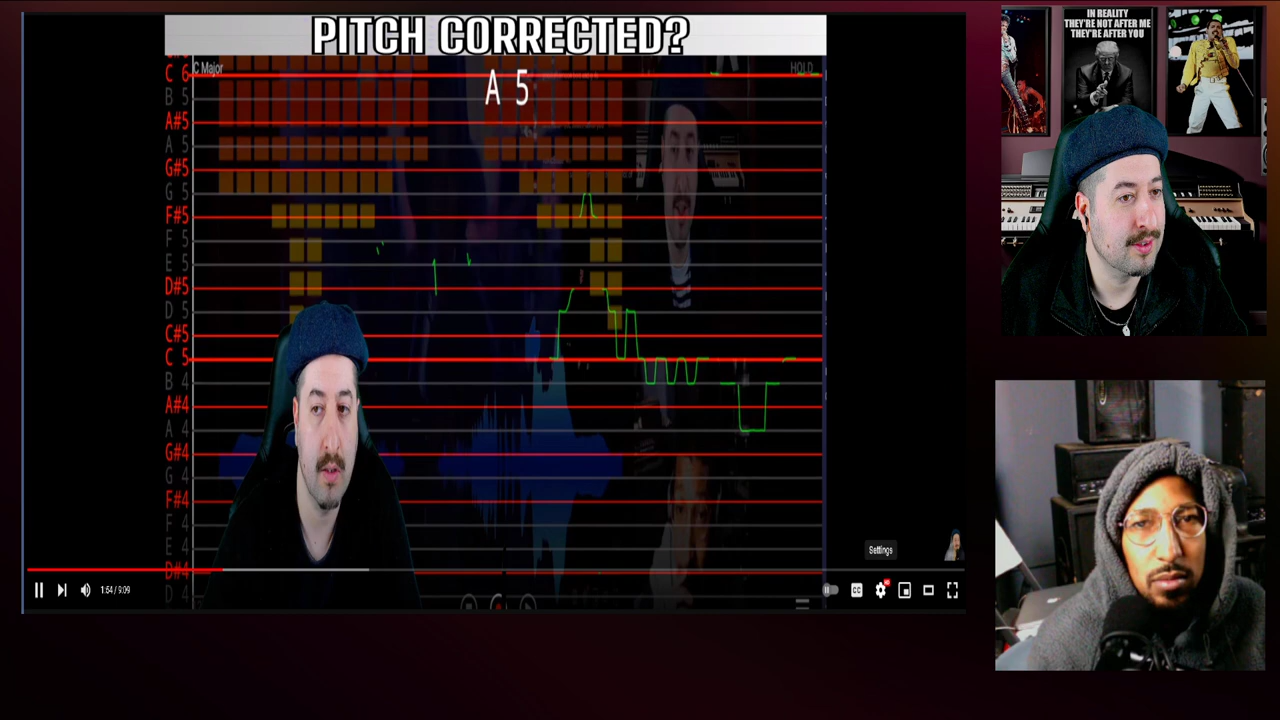 PITCH CORRECTED?
C Major
HOLD
A 5
C 6
B 5
A#5
A 5
G#5
G 5
F#5
F 5
E 5
D#5
D 5
C#5
C 5
B 4
A#4
A 4
G#4
G 4
F#4
F 4
E 4
D#4
D 4
Settings
1:54 / 9:09
CC
IN REALITY
THEY'RE NOT AFTER ME
THEY'RE AFTER YOU